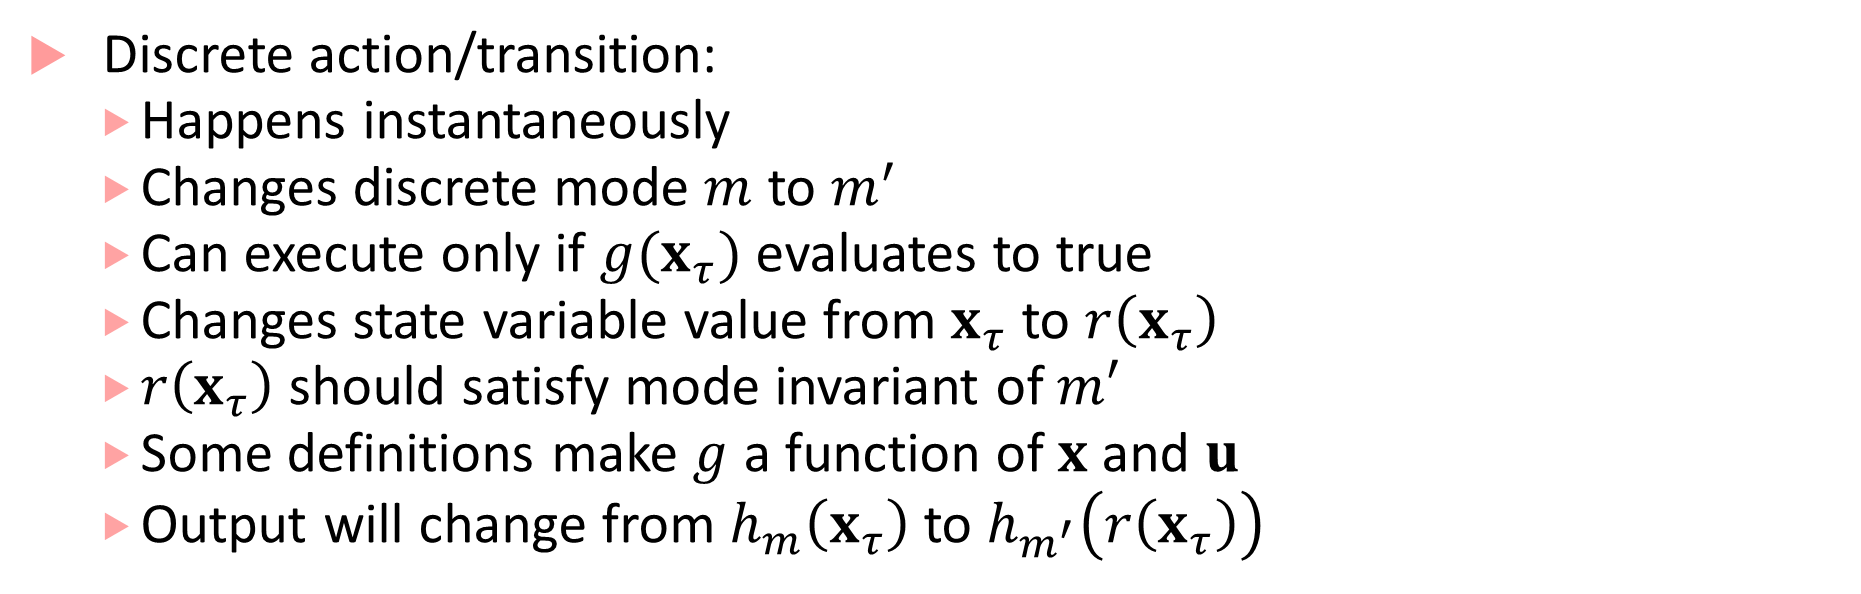 Discrete action/transition:
Happens instantaneously
Changes discrete mode 𝑚 to 𝑚′
Can execute only if 𝑔(𝐱_𝜏) evaluates to true
Changes state variable value from 𝐱_𝜏 to 𝑟(𝐱_𝜏)
𝑟(𝐱_𝜏) should satisfy mode invariant of 𝑚′
Some definitions make 𝑔 a function of 𝐱 and 𝐮
Output will change from ℎ_𝑚(𝐱_𝜏) to ℎ_𝑚′(𝑟(𝐱_𝜏))